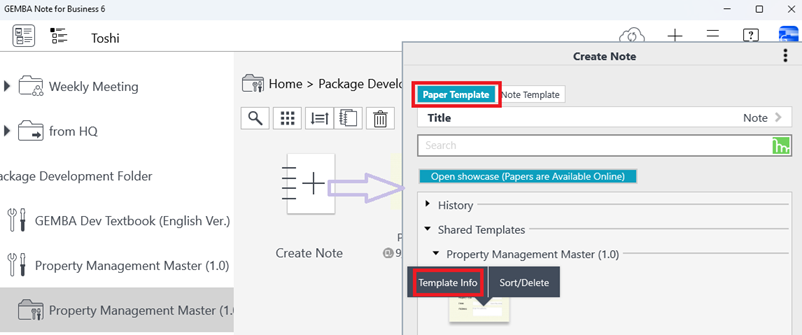 GEMBA Note for Business 6
Toshi
Weekly Meeting
from HQ
ackage Development Folder
GEMBA Dev Textbook (English Ver.)
Property Management Master (1.0)
Property Management Master (1.0
Home > Package Develo
Create Note
P
9
Create Note
Paper Template
Note Template
Title
Note
Search
Open showcase (Papers are Available Online)
History
Shared Templates
Property Management Master (1.0)
Template Info
Sort/Delete